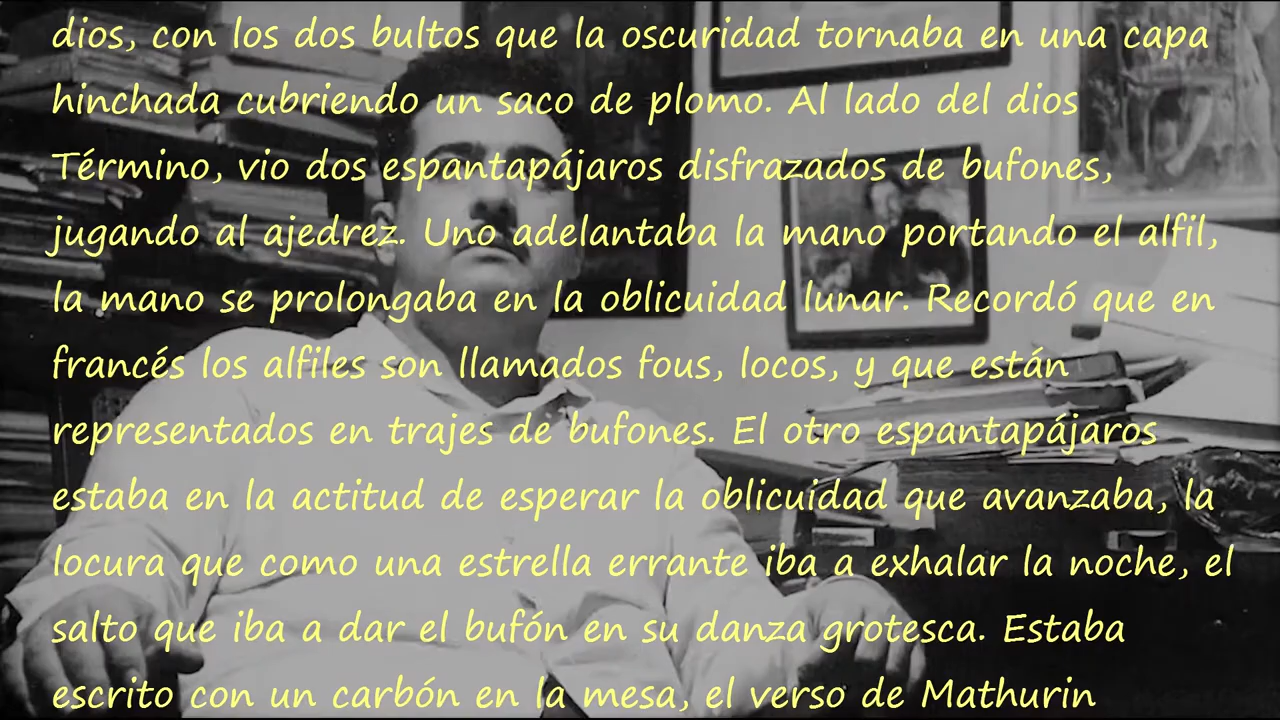 dios, con los dos bultos que la oscuridad tornaba en una capa
hinchada cubriendo un saco de plomo. Al lado del dios
Término, vio dos espantapájaros disfrazados de bufones,
jugando al ajedrez. Uno adelantaba la mano portando el alfil,
la mano se prolongaba en la oblicuidad lunar. Recordó que en
francés los alfiles son llamados fous, locos, y que están
representados en trajes de bufones. El otro espantapájaros
estaba en la actitud de esperar la oblicuidad que avanzaba, la
locura que como una estrella errante iba a exhalar la noche, el
salto que iba a dar el bufón en su danza grotesca. Estaba
escrito con un carbón en la mesa, el verso de Mathurin